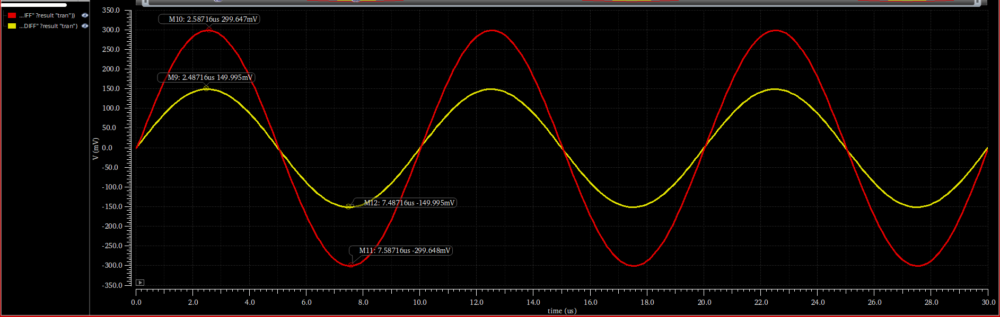 ...IFF" ?result "tran"))
...DIFF" ?result "tran")
350.0
300.0
250.0
200.0
150.0
100.0
50.0
0.0
-50.0
-100.0
-150.0
-200.0
-250.0
-300.0
-350.0
V (mV)
M10: 2.58716us 299.647mV
M9: 2.48716us 149.995mV
M12: 7.48716us -149.995mV
M11: 7.58716us -299.648mV
0.0 2.0 4.0 6.0 8.0 10.0 12.0 14.0 16.0 18.0 20.0 22.0 24.0 26.0 28.0 30.0
time (us)